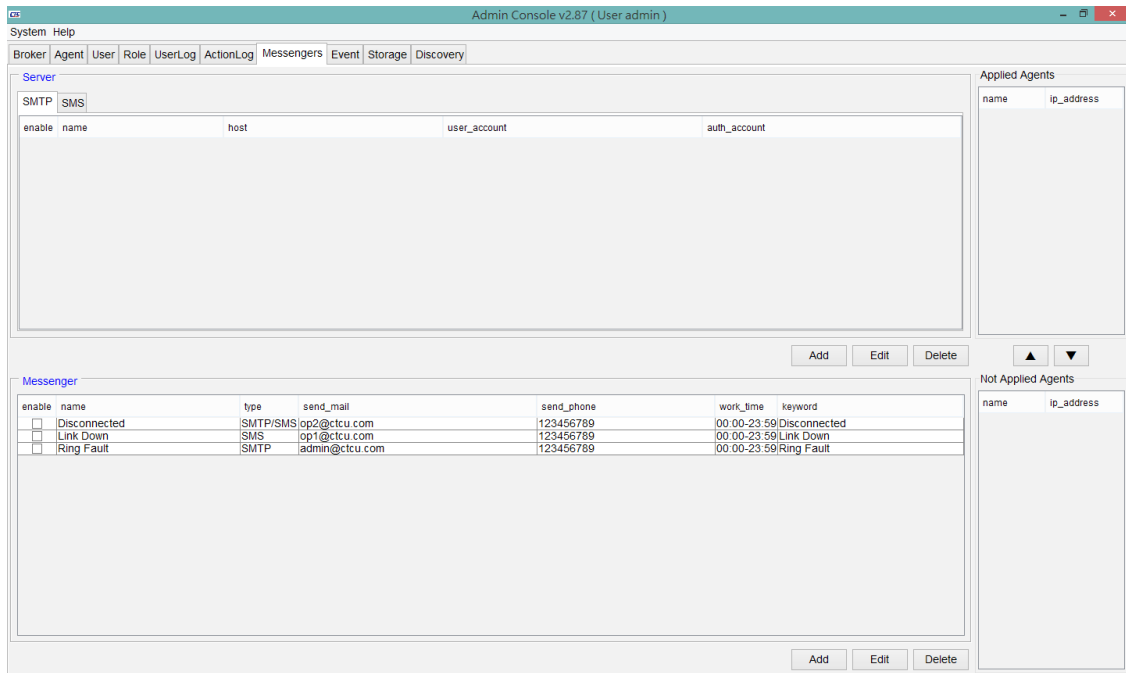 CIS Admin Console v2.87 ( User admin )
System Help
Broker Agent User Role UserLog ActionLog Messengers Event Storage Discovery
Server
SMTP SMS
enable name host user_account auth_account
Applied Agents
name ip_address
Add Edit Delete ▲ ▼
Messenger
enable name type send_mail send_phone work_time keyword
Disconnected SMTP/SMS op2@ctcu.com 123456789 00:00-23:59 Disconnected
Link Down SMS op1@ctcu.com 123456789 00:00-23:59 Link Down
Ring Fault SMTP admin@ctcu.com 123456789 00:00-23:59 Ring Fault
Not Applied Agents
name ip_address
Add Edit Delete